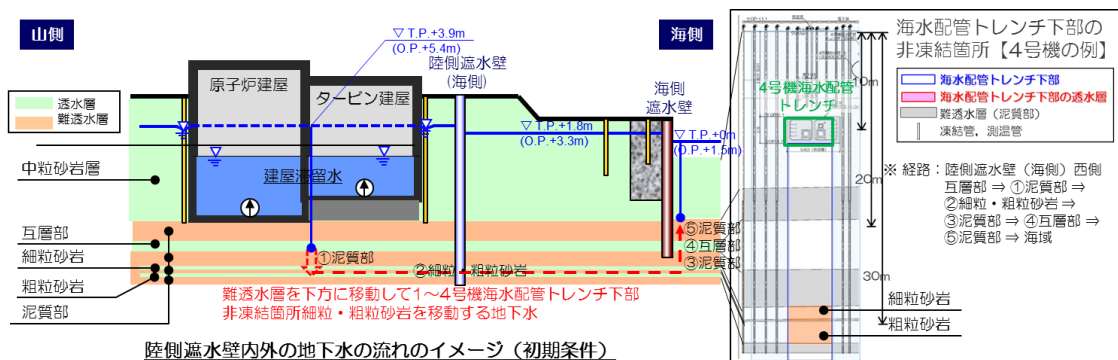 山側
▽ T.P.+3.9m
(O.P.+5.4m)
陸側遮水壁
(海側)
海側
海側
遮水壁
原子炉建屋
タービン建屋
透水層
難透水層
▽ T.P.+1.8m
(O.P.+3.3m)
▽ T.P.+0m
(O.P.+1.5m)
中粒砂岩層
建屋滞留水
互層部
細粒砂岩
粗粒砂岩
泥質部
①泥質部
②細粒・粗粒砂岩
⑤泥質部
④互層部
③泥質部
難透水層を下方に移動して1～4号機海水配管トレンチ下部
非凍結箇所細粒・粗粒砂岩を移動する地下水
陸側遮水壁内外の地下水の流れのイメージ（初期条件）
海水配管トレンチ下部の
非凍結箇所【4号機の例】
10m
4号機海水配管
トレンチ
20m
30m
海水配管トレンチ下部
海水配管トレンチ下部の透水層
難透水層（泥質部）
凍結管，測温管
※ 経路：陸側遮水壁（海側）西側
互層部 ⇒ ①泥質部 ⇒
②細粒・粗粒砂岩 ⇒
③泥質部 ⇒ ④互層部 ⇒
⑤泥質部 ⇒ 海域
細粒砂岩
粗粒砂岩